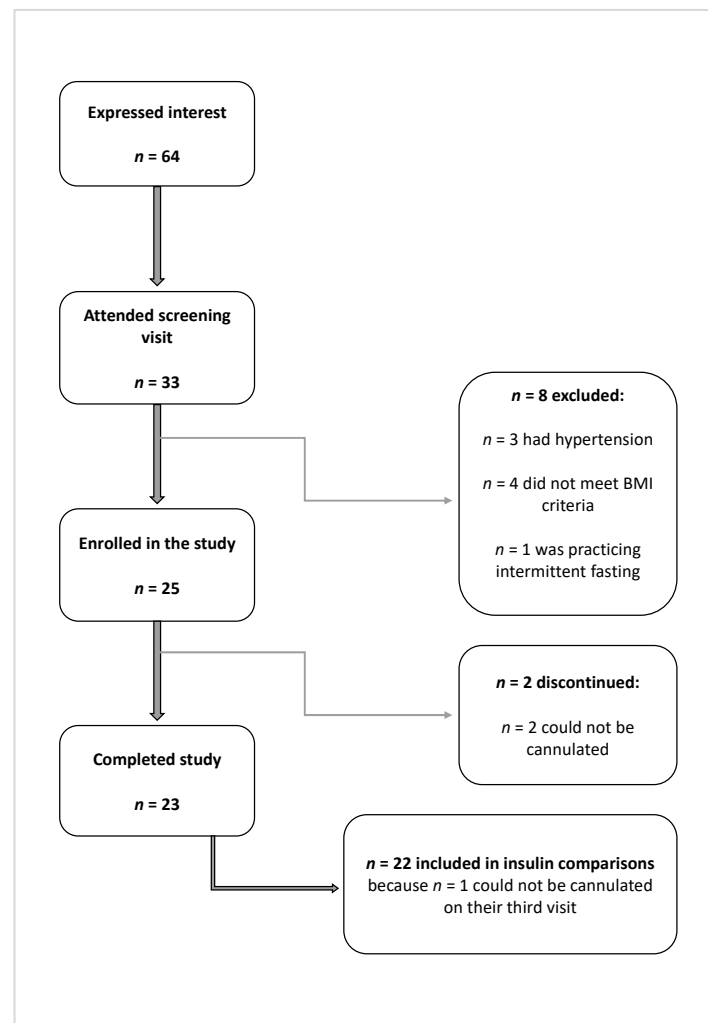 Expressed interest
n = 64
Attended screening
visit
n = 33
n = 8 excluded:
n = 3 had hypertension
n = 4 did not meet BMI
criteria
n = 1 was practicing
intermittent fasting
Enrolled in the study
n = 25
n = 2 discontinued:
n = 2 could not be
cannulated
Completed study
n = 23
n = 22 included in insulin comparisons
because n = 1 could not be cannulated
on their third visit